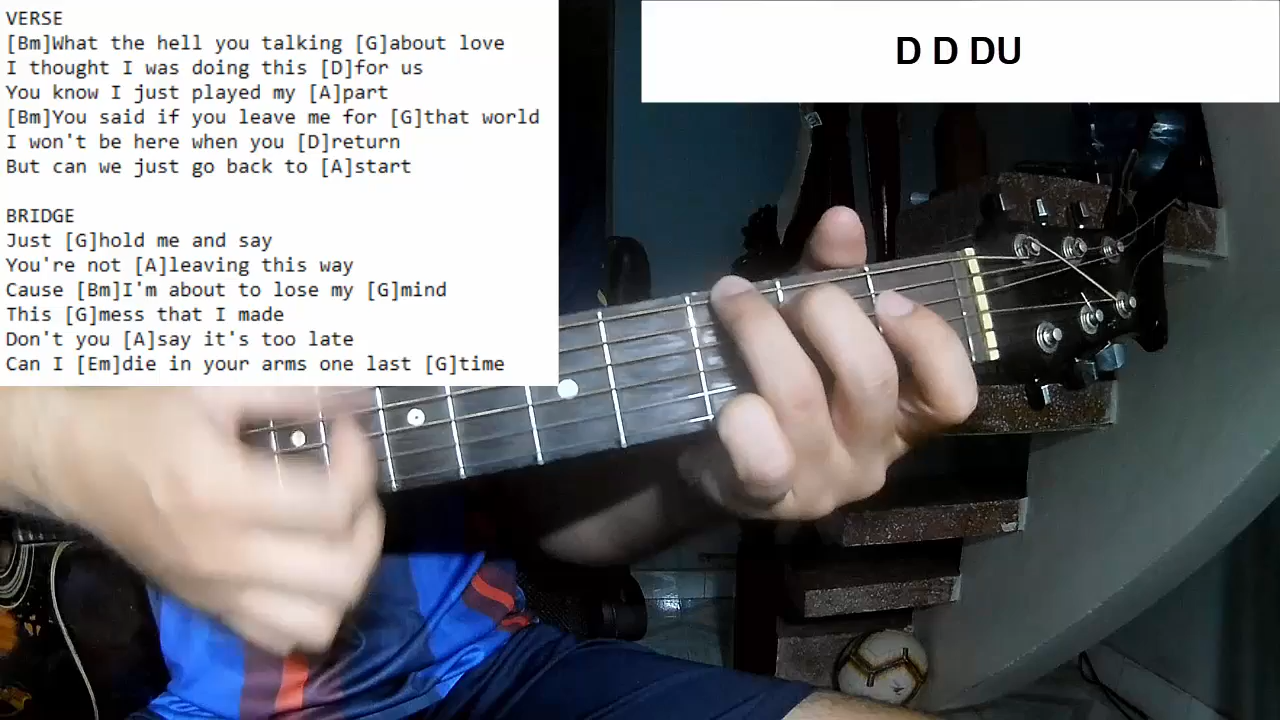 VERSE
[Bm]What the hell you talking [G]about love
I thought I was doing this [D]for us
You know I just played my [A]part
[Bm]You said if you leave me for [G]that world
I won't be here when you [D]return
But can we just go back to [A]start
BRIDGE
Just [G]hold me and say
You're not [A]leaving this way
Cause [Bm]I'm about to lose my [G]mind
This [G]mess that I made
Don't you [A]say it's too late
Can I [Em]die in your arms one last [G]time
D D DU